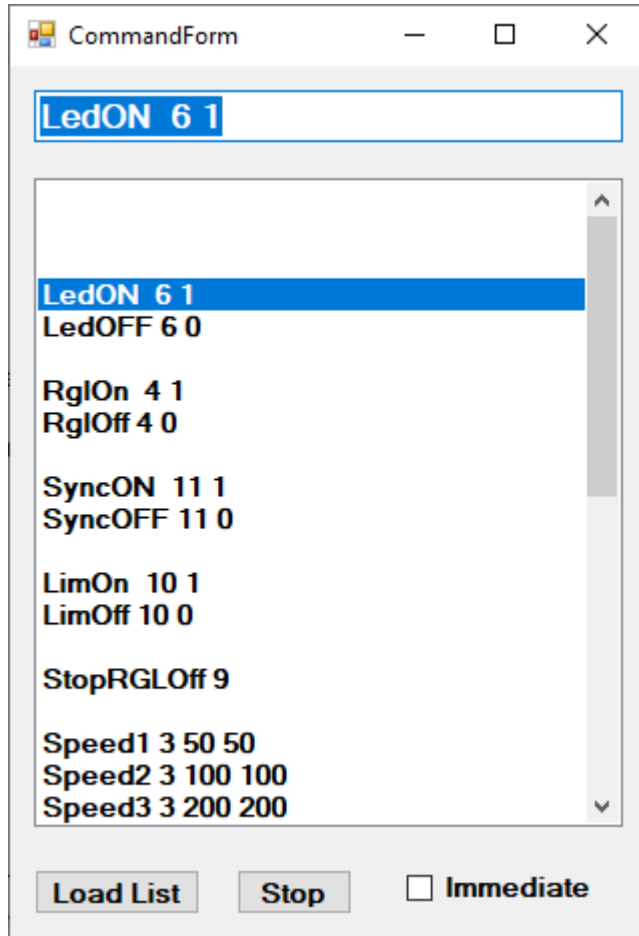 CommandForm
LedON  6 1
LedON  6 1
LedOFF 6 0
RglOn  4 1
RglOff 4 0
SyncON  11 1
SyncOFF 11 0
LimOn  10 1
LimOff 10 0
StopRGLOff 9
Speed1 3 50 50
Speed2 3 100 100
Speed3 3 200 200
Load List Stop Immediate